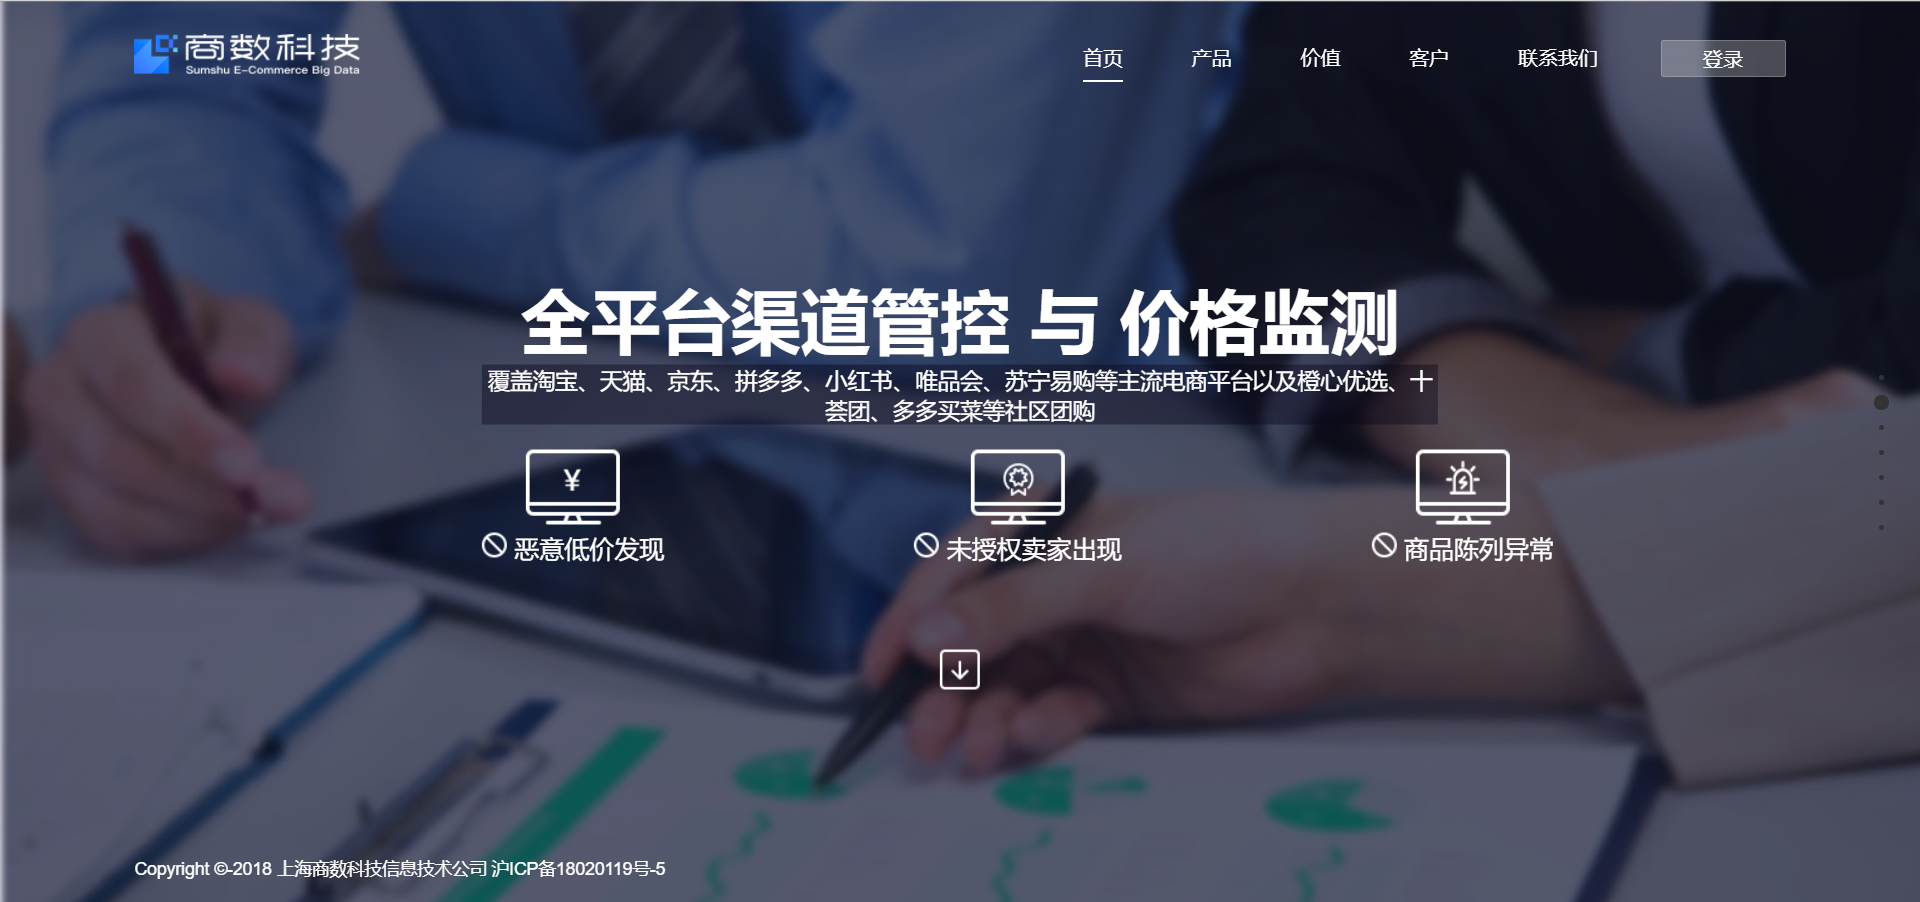 商数科技
Sumshu E-Commerce Big Data
首页
产品
价值
客户
联系我们
登录
全平台渠道管控 与 价格监测
覆盖淘宝、天猫、京东、拼多多、小红书、唯品会、苏宁易购等主流电商平台以及橙心优选、十
荟团、多多买菜等社区团购
¥
恶意低价发现
未授权卖家出现
商品陈列异常
Copyright ©-2018 上海商数科技信息技术公司 沪ICP备18020119号-5